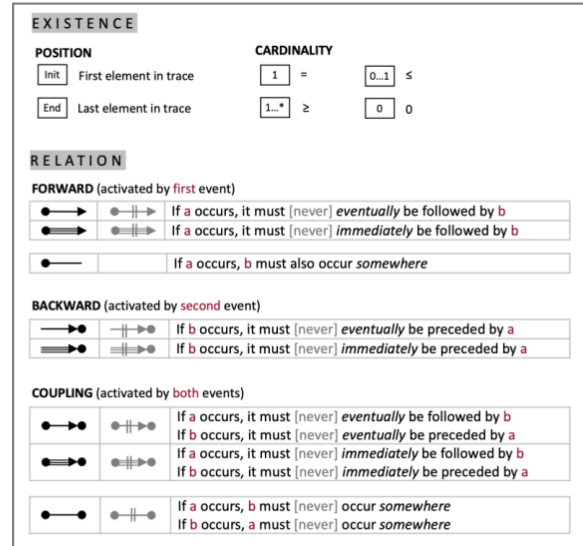 EXISTENCE
POSITION CARDINALITY
Init First element in trace 1 = 0...1 ≤
End Last element in trace 1...* ≥ 0 0
RELATION
FORWARD (activated by first event)
If a occurs, it must [never] eventually be followed by b
If a occurs, it must [never] immediately be followed by b
If a occurs, b must also occur somewhere
BACKWARD (activated by second event)
If b occurs, it must [never] eventually be preceded by a
If b occurs, it must [never] immediately be preceded by a
COUPLING (activated by both events)
If a occurs, it must [never] eventually be followed by b
If b occurs, it must [never] eventually be preceded by a
If a occurs, it must [never] immediately be followed by b
If b occurs, it must [never] immediately be preceded by a
If a occurs, b must [never] occur somewhere
If b occurs, a must [never] occur somewhere